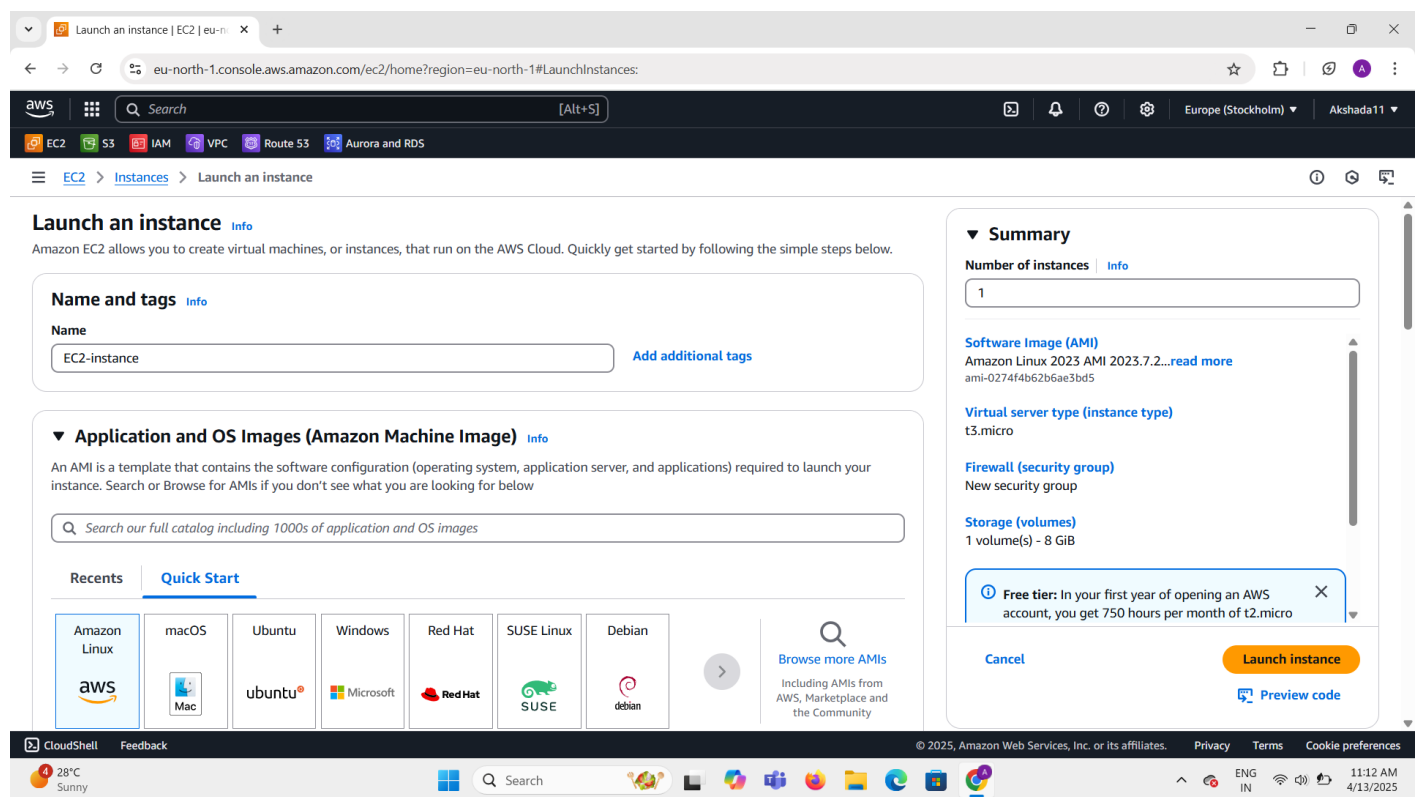 Launch an instance | EC2 | eu-n
eu-north-1.console.aws.amazon.com/ec2/home?region=eu-north-1#LaunchInstances:
A
aws
Search
[Alt+S]
Europe (Stockholm)
Akshada11
EC2
S3
IAM
VPC
Route 53
Aurora and RDS
EC2 > Instances > Launch an instance
Launch an instance Info
Amazon EC2 allows you to create virtual machines, or instances, that run on the AWS Cloud. Quickly get started by following the simple steps below.
Name and tags Info
Name
EC2-instance
Add additional tags
Application and OS Images (Amazon Machine Image) Info
An AMI is a template that contains the software configuration (operating system, application server, and applications) required to launch your
instance. Search or Browse for AMIs if you don't see what you are looking for
below
Search our full catalog including 1000s of application and OS images
Recents
Quick Start
Amazon
Linux
aws
macOS
Mac
Ubuntu
ubuntu
Windows
Microsoft
Red Hat
Red Hat
SUSE Linux
SUSE
Debian
debian
Browse more AMIs
Including AMIs from
AWS, Marketplace and
the Community
Summary
Number of instances Info
1
Software Image (AMI)
Amazon Linux 2023 AMI 2023.7.2...read more
ami-0274f4b62b6ae3bd5
Virtual server type (instance type)
t3.micro
Firewall (security group)
New security group
Storage (volumes)
1 volume(s) - 8 GiB
Free tier: In your first year of opening an AWS
account, you get 750 hours per month of t2.micro
Cancel
Launch instance
Preview code
CloudShell
Feedback
© 2025, Amazon Web Services, Inc. or its affiliates.
Privacy
Terms
Cookie preferences
4
28°C
Sunny
Search
A
ENG
IN
11:12 AM
4/13/2025